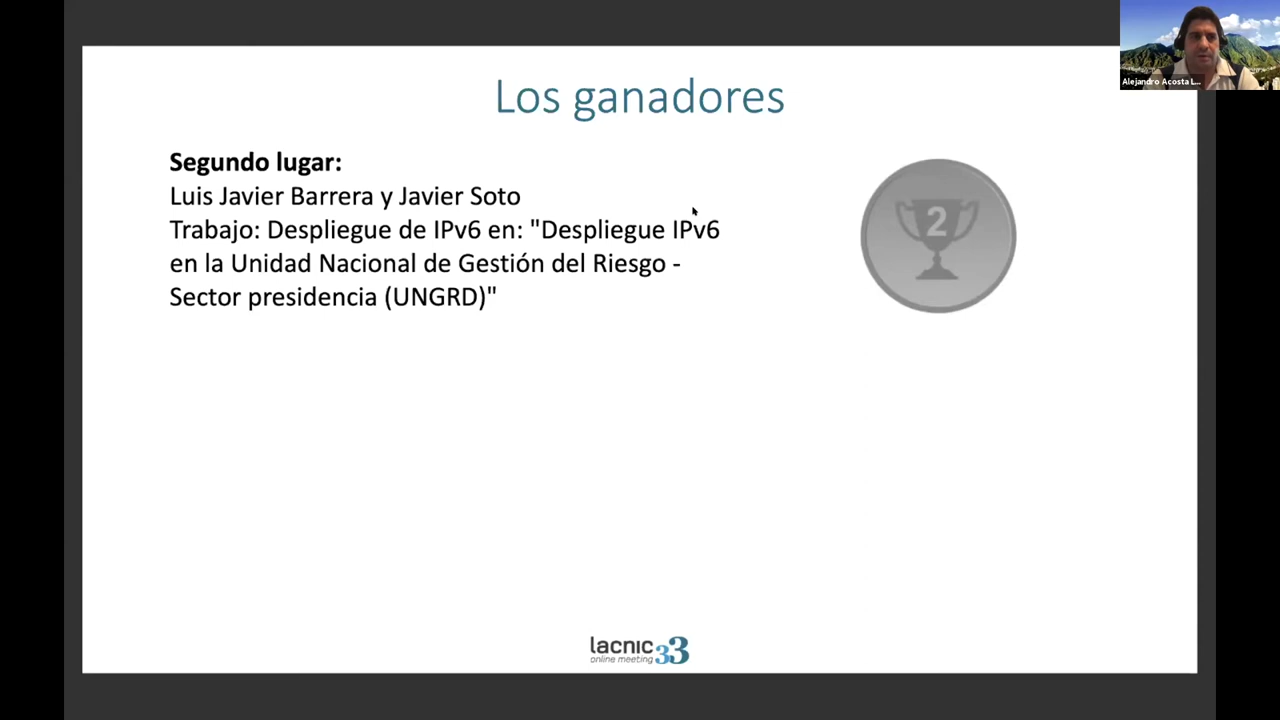 Los ganadores
Alejandro Acosta L...
Segundo lugar:
Luis Javier Barrera y Javier Soto
Trabajo: Despliegue de IPv6 en: "Despliegue IPv6
en la Unidad Nacional de Gestión del Riesgo -
Sector presidencia (UNGRD)"
2
lacnic 33
online meeting